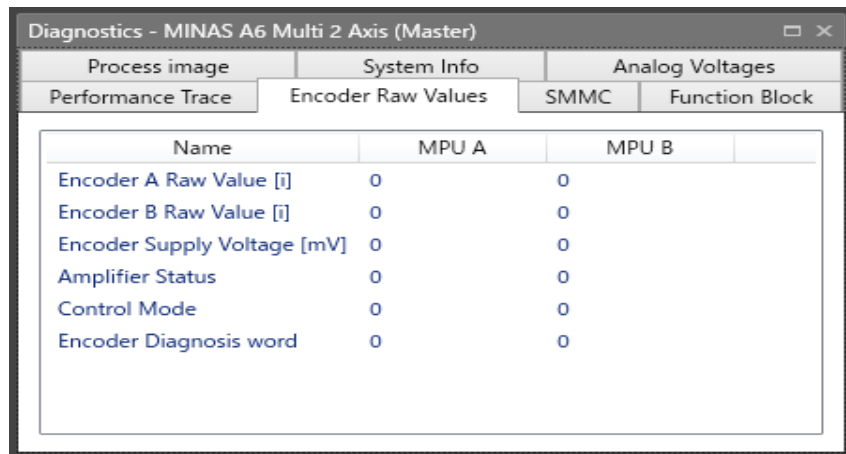 Diagnostics - MINAS A6 Multi 2 Axis (Master)
Process image System Info Analog Voltages
Performance Trace Encoder Raw Values SMMC Function Block
Name MPU A MPU B
Encoder A Raw Value [i] 0 0
Encoder B Raw Value [i] 0 0
Encoder Supply Voltage [mV] 0 0
Amplifier Status 0 0
Control Mode 0 0
Encoder Diagnosis word 0 0